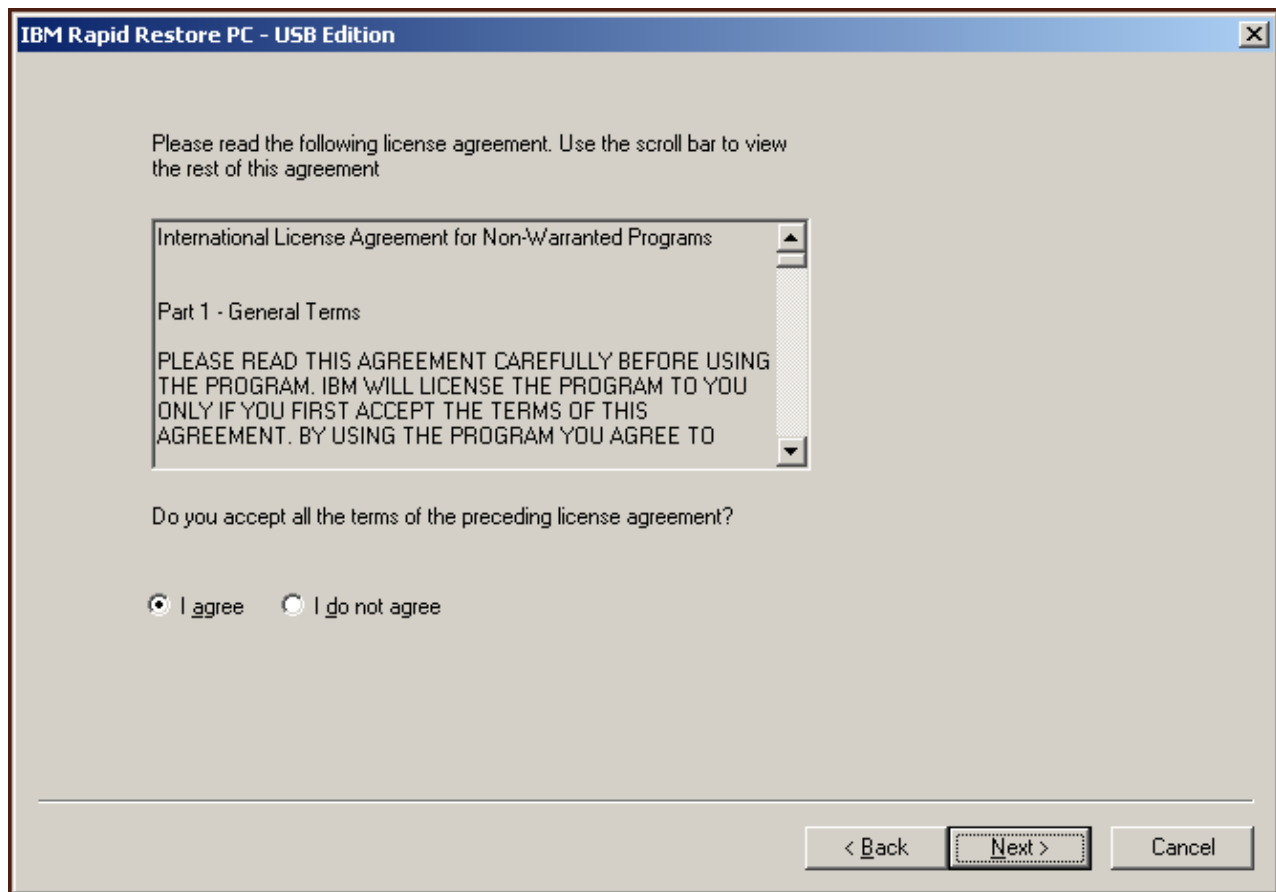 IBM Rapid Restore PC - USB Edition
Please read the following license agreement. Use the scroll bar to view
the rest of this agreement
International License Agreement for Non-Warranted Programs
Part 1 - General Terms
PLEASE READ THIS AGREEMENT CAREFULLY BEFORE USING
THE PROGRAM. IBM WILL LICENSE THE PROGRAM TO YOU
ONLY IF YOU FIRST ACCEPT THE TERMS OF THIS
AGREEMENT. BY USING THE PROGRAM YOU AGREE TO
Do you accept all the terms of the preceding license agreement?
I agree I do not agree
< Back Next > Cancel